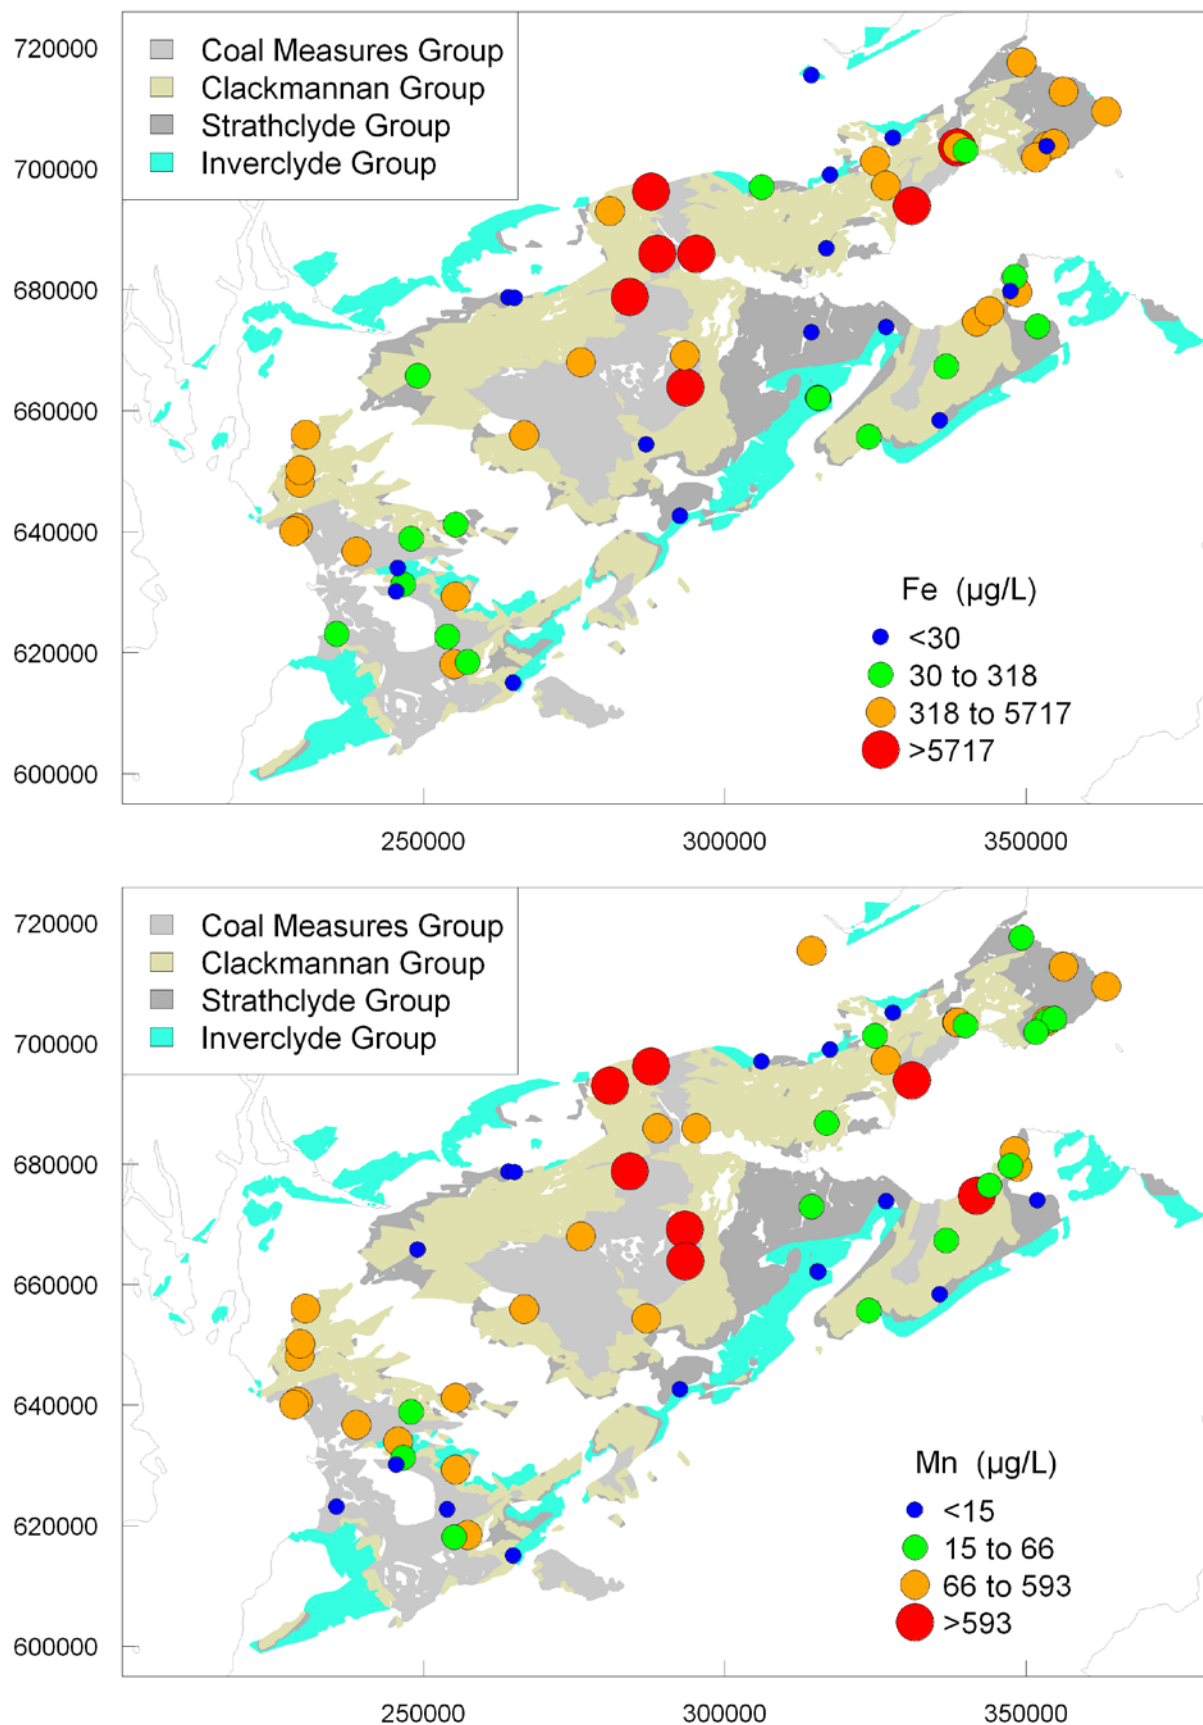 720000
700000
680000
660000
640000
620000
600000
Coal Measures Group
Clackmannan Group
Strathclyde Group
Inverclyde Group
Fe (µg/L)
<30
30 to 318
318 to 5717
>5717
250000 300000 350000
720000
700000
680000
660000
640000
620000
600000
Coal Measures Group
Clackmannan Group
Strathclyde Group
Inverclyde Group
Mn (µg/L)
<15
15 to 66
66 to 593
>593
250000 300000 350000